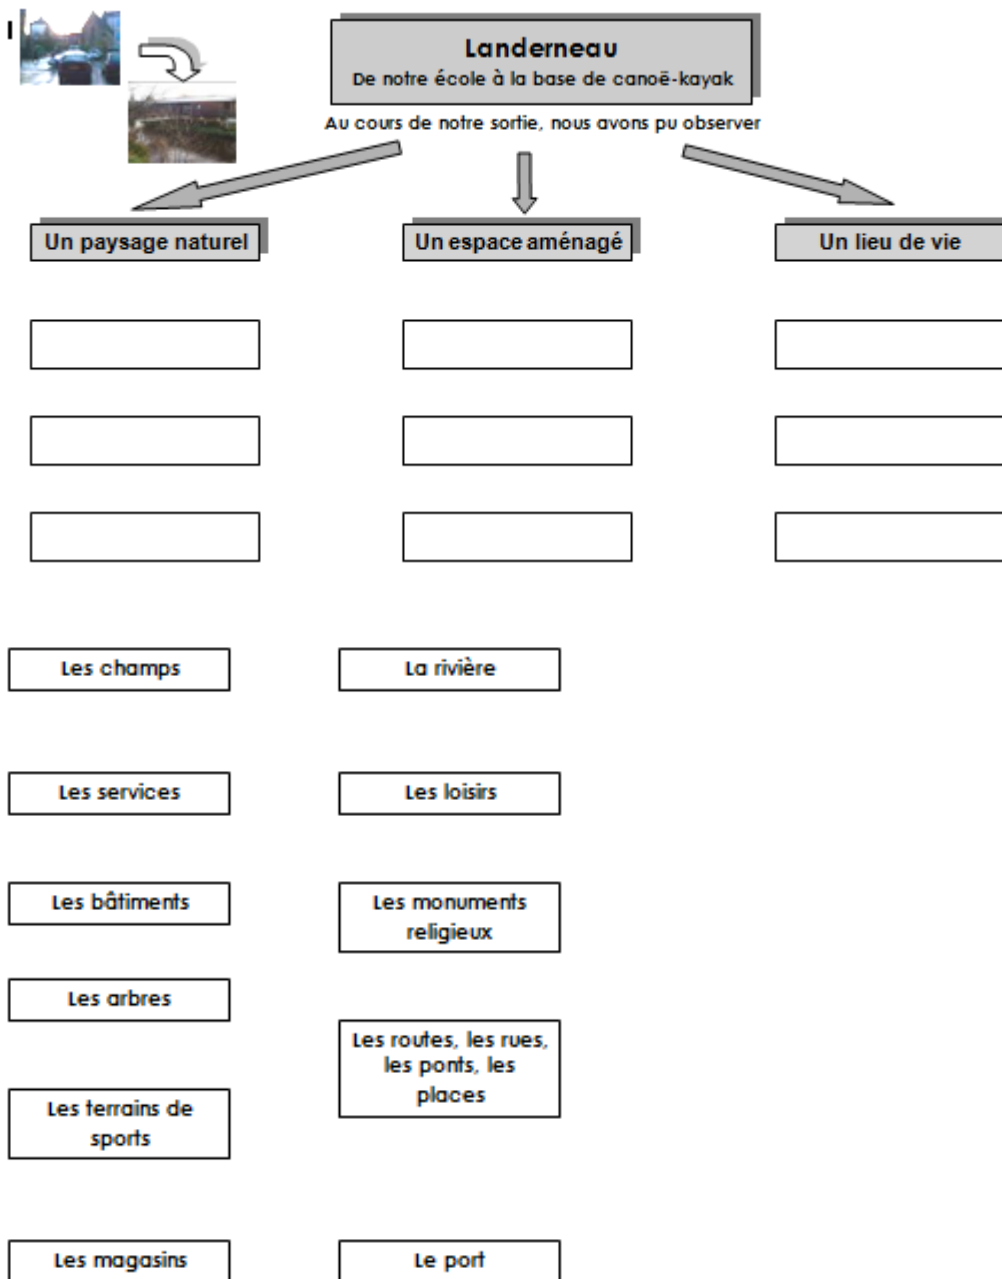 I
Landerneau
De notre école à la base de canoë-kayak
Au cours de notre sortie, nous avons pu observer
Un paysage naturel
Un espace aménagé
Un lieu de vie
Les champs
La rivière
Les services
Les loisirs
Les bâtiments
Les monuments
religieux
Les arbres
Les routes, les rues,
les ponts, les
places
Les terrains de
sports
Les magasins
Le port